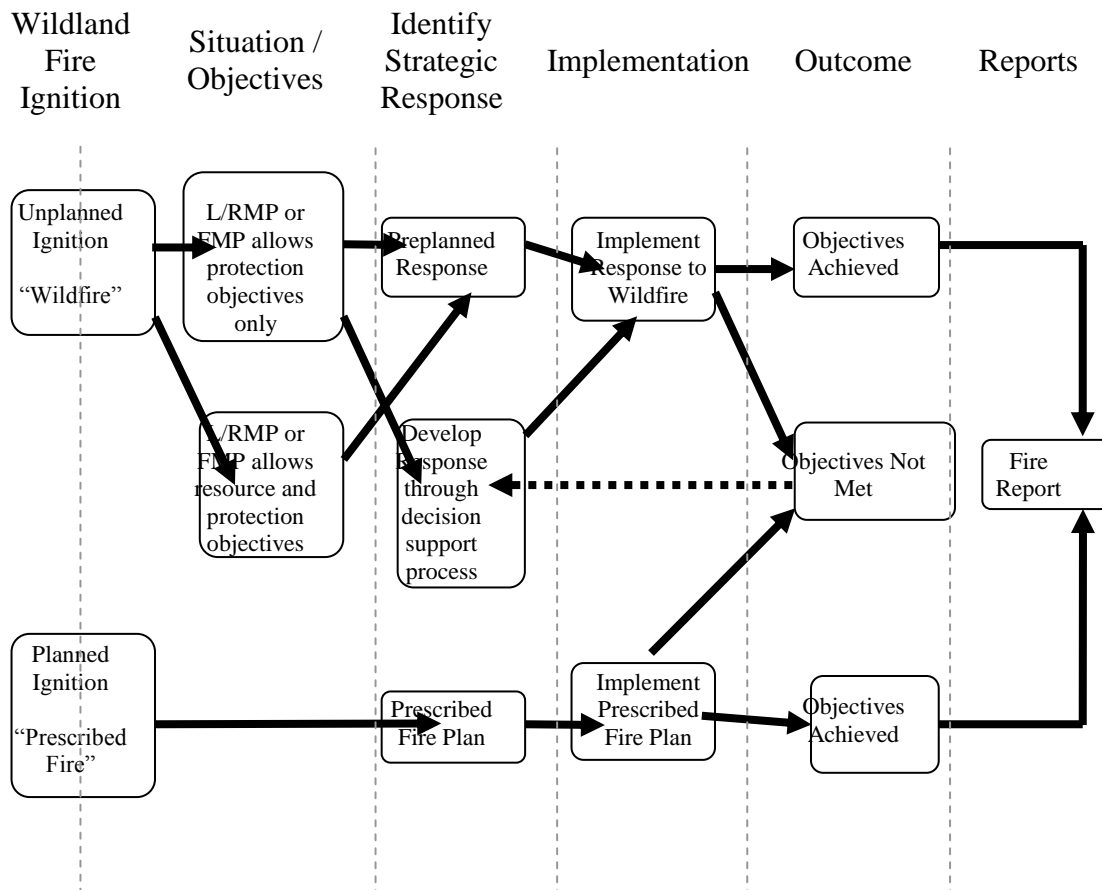 Wildland
Fire
Ignition
Situation /
Objectives
Identify
Strategic
Response
Implementation
Outcome
Reports
Unplanned
Ignition
“Wildfire”
L/RMP or
FMP allows
protection
objectives
only
Preplanned
Response
Implement
Response to
Wildfire
Objectives
Achieved
L/RMP or
FMP allows
resource and
protection
objectives
Develop
Response
through
decision
support
process
Objectives Not
Met
Fire
Report
Planned
Ignition
“Prescribed
Fire”
Prescribed
Fire Plan
Implement
Prescribed
Fire Plan
Objectives
Achieved